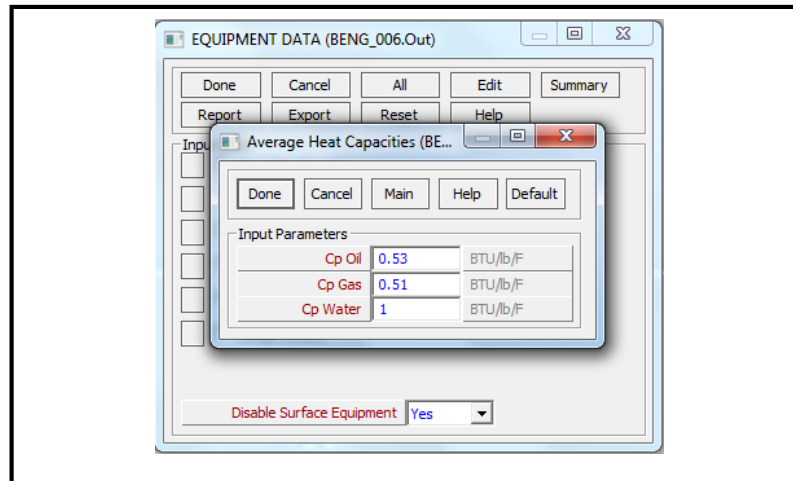 EQUIPMENT DATA (BENG_006.Out)
Done Cancel All Edit Summary
Report Export Reset Help
Average Heat Capacities (BE...
Done Cancel Main Help Default
Input Parameters
Cp Oil 0.53 BTU/lb/F
Cp Gas 0.51 BTU/lb/F
Cp Water 1 BTU/lb/F
Disable Surface Equipment Yes